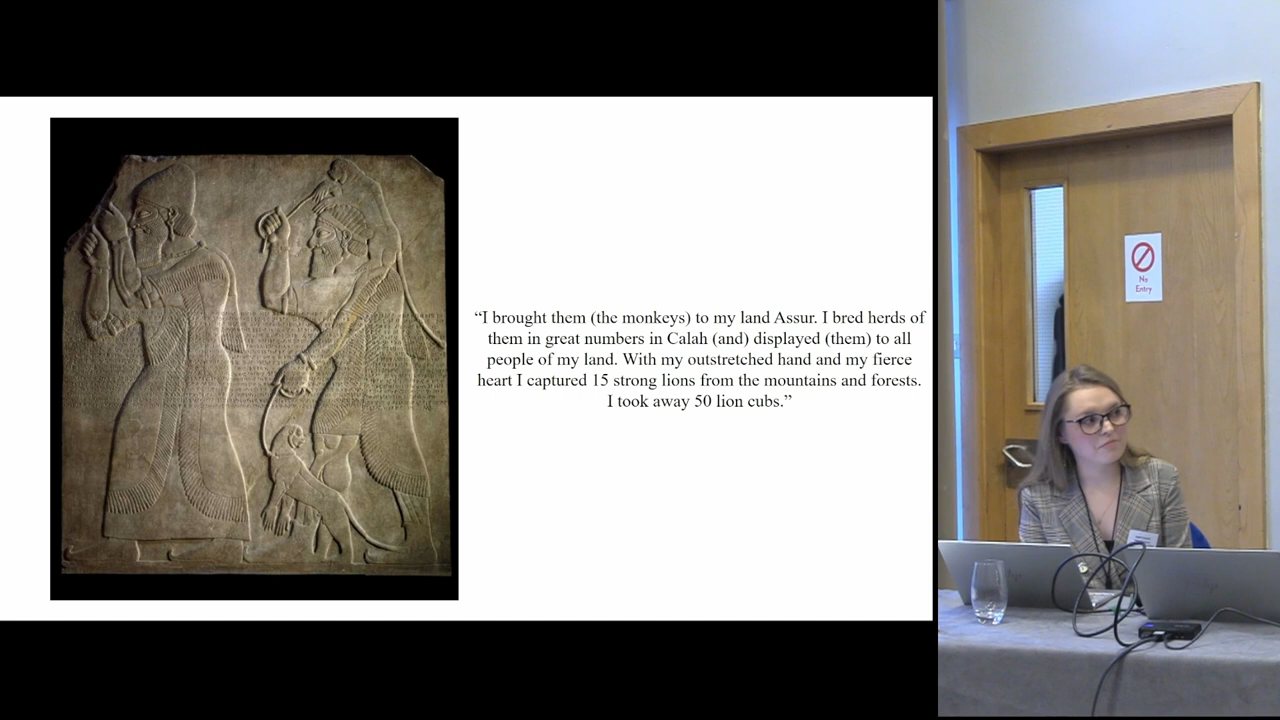 “I brought them (the monkeys) to my land Assur. I bred herds of
them in great numbers in Calah (and) displayed (them) to all
people of my land. With my outstretched hand and my fierce
heart I captured 15 strong lions from the mountains and forests.
I took away 50 lion cubs.”
No
Entry